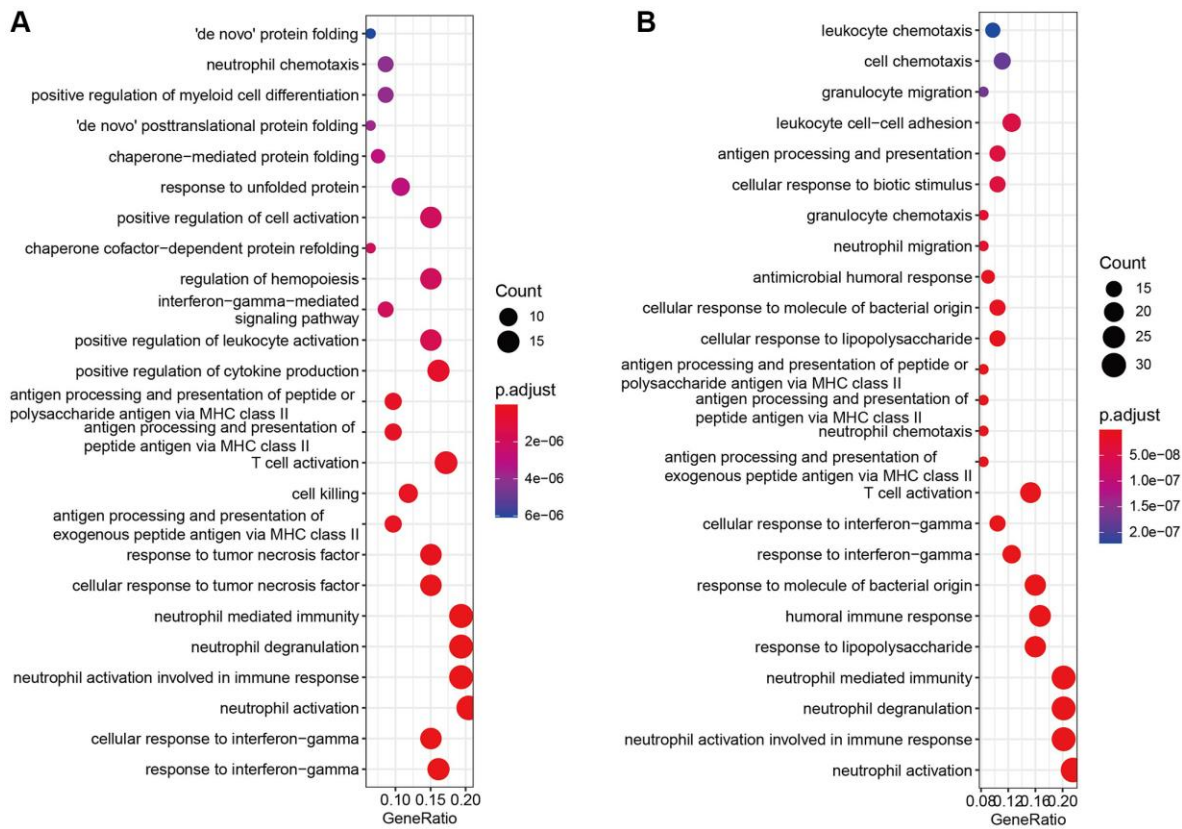 A
'de novo' protein folding
neutrophil chemotaxis
positive regulation of myeloid cell differentiation
'de novo' posttranslational protein folding
chaperone−mediated protein folding
response to unfolded protein
positive regulation of cell activation
chaperone cofactor−dependent protein refolding
regulation of hemopoiesis
interferon−gamma−mediated
signaling pathway
positive regulation of leukocyte activation
positive regulation of cytokine production
antigen processing and presentation of peptide or
polysaccharide antigen via MHC class II
antigen processing and presentation of
peptide antigen via MHC class II
T cell activation
cell killing
antigen processing and presentation of
exogenous peptide antigen via MHC class II
response to tumor necrosis factor
cellular response to tumor necrosis factor
neutrophil mediated immunity
neutrophil degranulation
neutrophil activation involved in immune response
neutrophil activation
cellular response to interferon−gamma
response to interferon−gamma
0.10 0.15 0.20
GeneRatio
Count
10
15
p.adjust
2e−06
4e−06
6e−06
B
leukocyte chemotaxis
cell chemotaxis
granulocyte migration
leukocyte cell−cell adhesion
antigen processing and presentation
cellular response to biotic stimulus
granulocyte chemotaxis
neutrophil migration
antimicrobial humoral response
cellular response to molecule of bacterial origin
cellular response to lipopolysaccharide
antigen processing and presentation of peptide or
polysaccharide antigen via MHC class II
antigen processing and presentation of
peptide antigen via MHC class II
neutrophil chemotaxis
antigen processing and presentation of
exogenous peptide antigen via MHC class II
T cell activation
cellular response to interferon−gamma
response to interferon−gamma
response to molecule of bacterial origin
humoral immune response
response to lipopolysaccharide
neutrophil mediated immunity
neutrophil degranulation
neutrophil activation involved in immune response
neutrophil activation
0.08 0.12 0.16 0.20
GeneRatio
Count
15
20
25
30
p.adjust
5.0e−08
1.0e−07
1.5e−07
2.0e−07